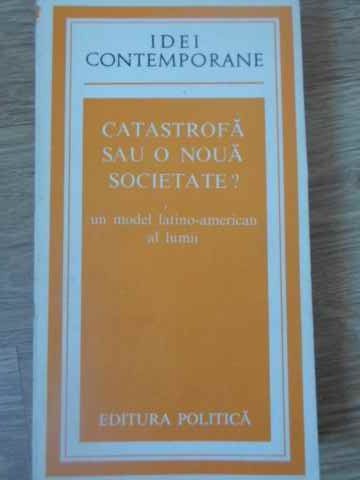 IDEI
CONTEMPORANE
CATASTROFĂ
SAU O NOUĂ
SOCIETATE?
un model latino-american
al lumii
EDITURA POLITICĂ